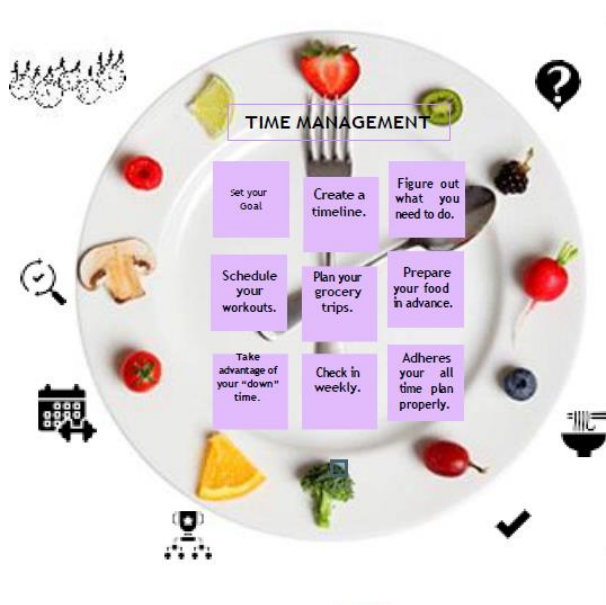 TIME MANAGEMENT
Set your
Goal
Create a
timeline.
Figure out
what you
need to do.
Schedule
your
workouts.
Plan your
grocery
trips.
Prepare
your food
in advance.
Take
advantage of
your “down”
time.
Check in
weekly.
Adheres
your all
time plan
properly.